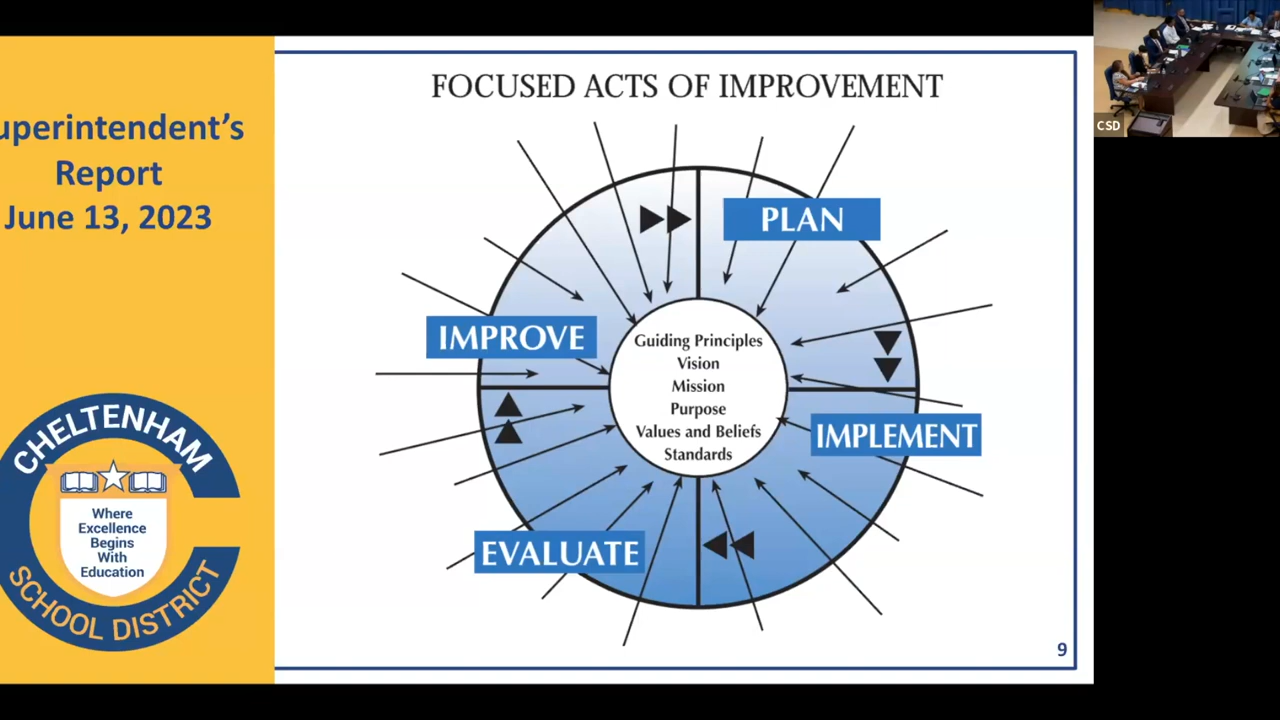 uperintendent's
Report
June 13, 2023
CHELTENHAM
Where
Excellence
Begins
With
Education
SCHOOL DISTRICT
FOCUSED ACTS OF IMPROVEMENT
PLAN
IMPROVE
Guiding Principles
Vision
Mission
Purpose
Values and Beliefs
Standards
IMPLEMENT
EVALUATE
9
CSD